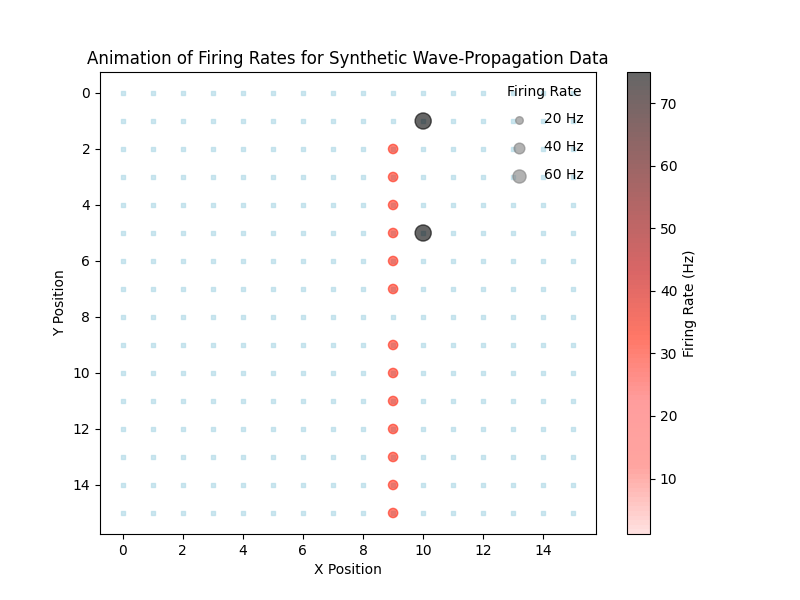 Animation of Firing Rates for Synthetic Wave-Propagation Data
Firing Rate
20 Hz
40 Hz
60 Hz
0
2
4
6
8
10
12
14
Y Position
0 2 4 6 8 10 12 14
X Position
70
60
50
40
30
20
10
Firing Rate (Hz)